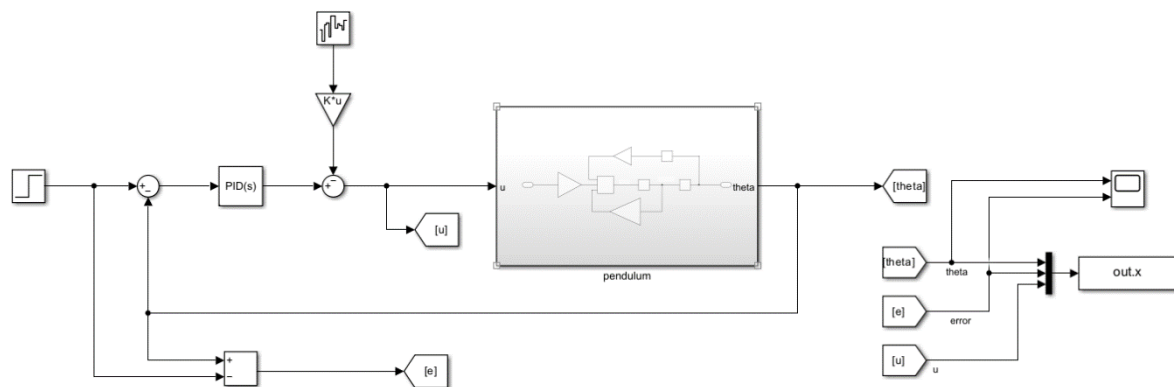 K*u
PID(s)
[u]
u
theta
pendulum
[theta]
[theta]
theta
[e]
error
[u]
u
out.x
[e]